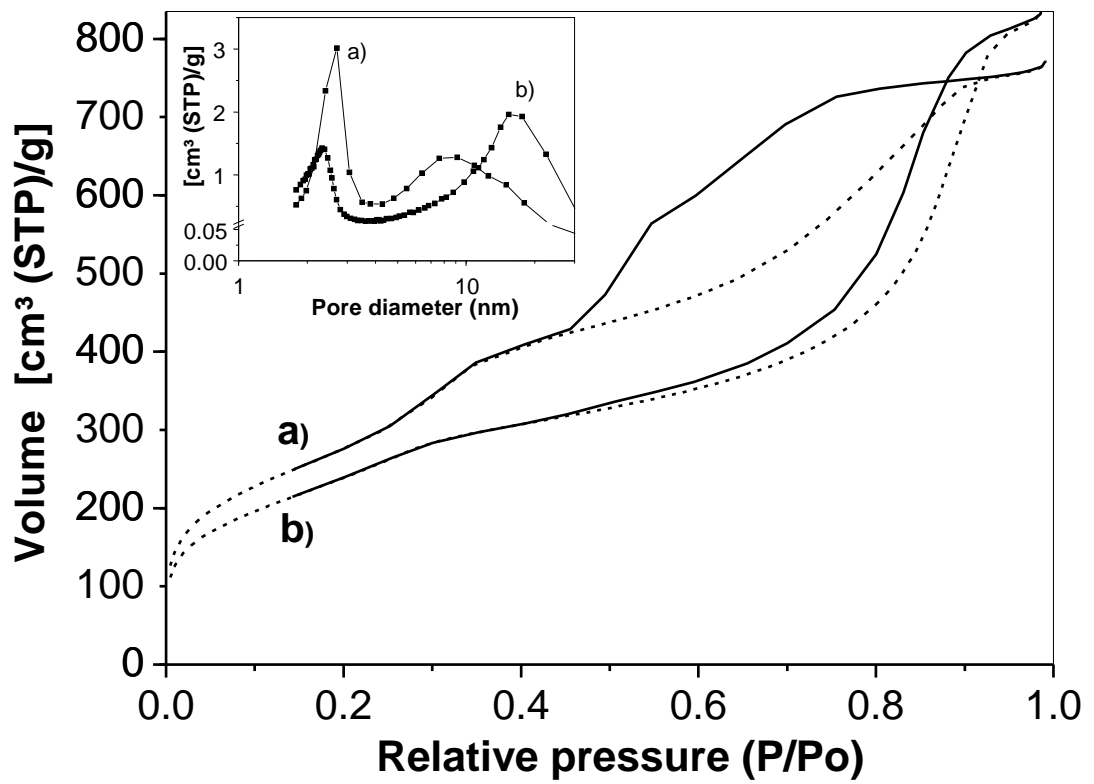 800
700
600
500
400
300
200
100
0
Volume [cm³ (STP)/g]
0.0 0.2 0.4 0.6 0.8 1.0
Relative pressure (P/Po)
a)
b)
[cm³ (STP)/g]
3
2
1
0.05
0.00
1 10
Pore diameter (nm)
a)
b)